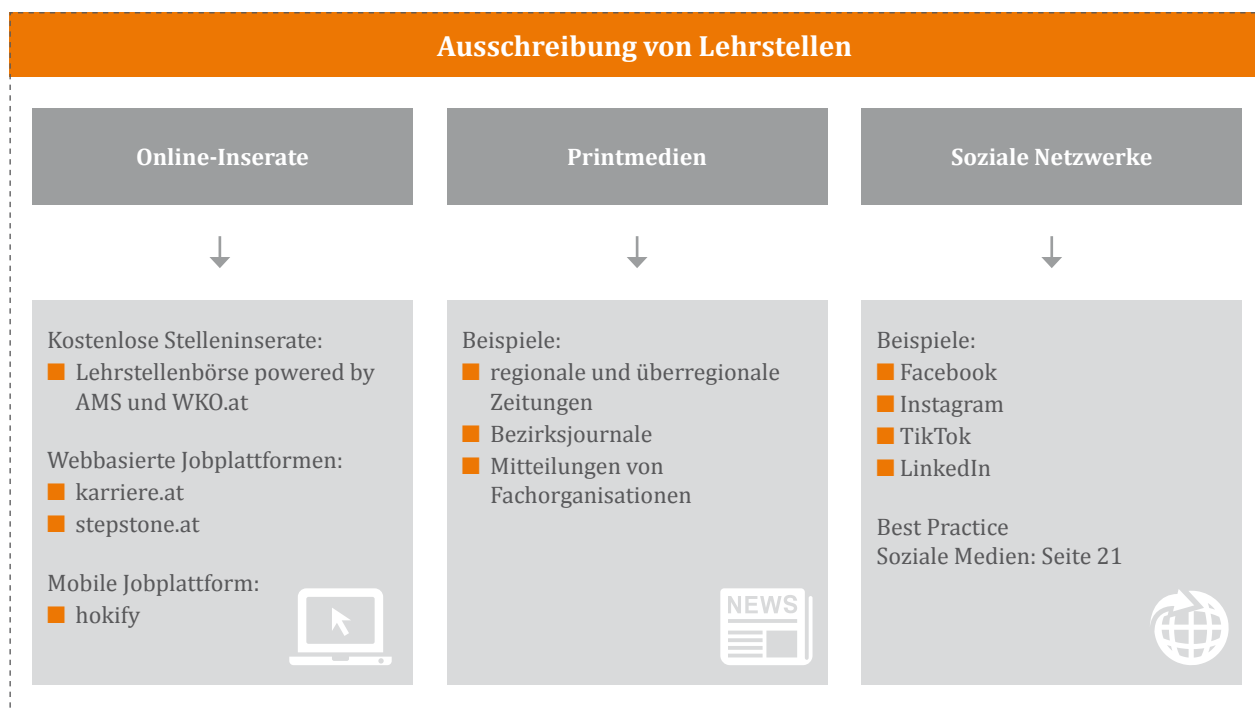 Ausschreibung von Lehrstellen
Online-Inserate
Kostenlose Stelleninserate:
Lehrstellenbörse powered by
AMS und WKO.at
Webbasierte Jobplattformen:
karriere.at
stepstone.at
Mobile Jobplattform:
hokify
Printmedien
Beispiele:
regionale und überregionale
Zeitungen
Bezirksjournale
Mitteilungen von
Fachorganisationen
NEWS
Soziale Netzwerke
Beispiele:
Facebook
Instagram
TikTok
LinkedIn
Best Practice
Soziale Medien: Seite 21